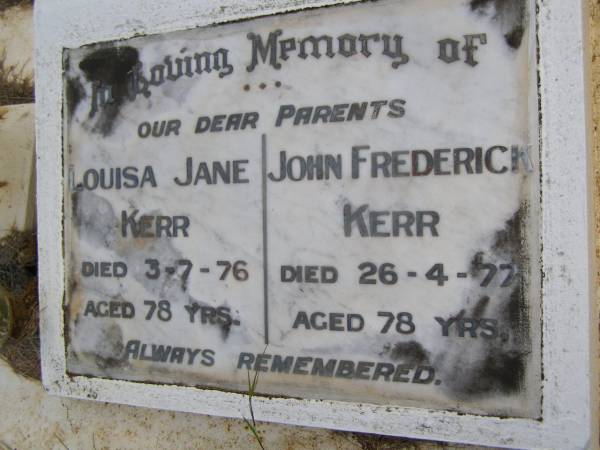 In Loving Memory of
OUR DEAR PARENTS
LOUISA JANE
KERR
DIED 3-7-76
AGED 78 YRS.
JOHN FREDERICK
KERR
DIED 26-4-77
AGED 78 YRS.
ALWAYS REMEMBERED.